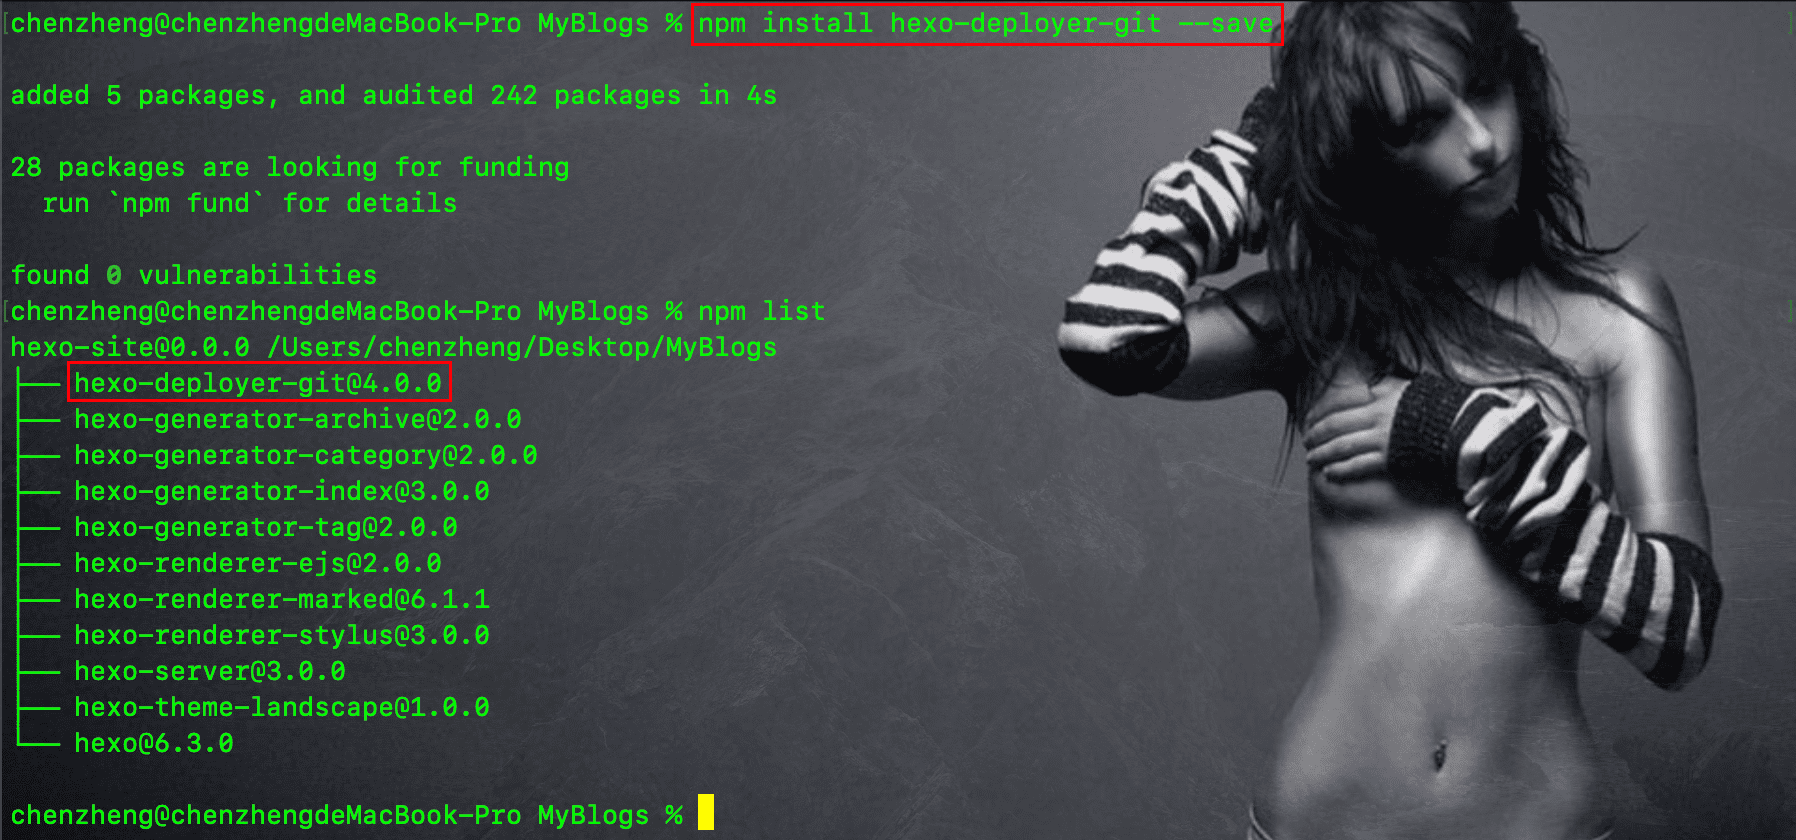 [chenzheng@chenzhengdeMacBook-Pro MyBlogs % npm install hexo-deployer-git --save ]
added 5 packages, and audited 242 packages in 4s
28 packages are looking for funding
  run `npm fund` for details
found 0 vulnerabilities
[chenzheng@chenzhengdeMacBook-Pro MyBlogs % npm list ]
hexo-site@0.0.0 /Users/chenzheng/Desktop/MyBlogs
├── hexo-deployer-git@4.0.0
├── hexo-generator-archive@2.0.0
├── hexo-generator-category@2.0.0
├── hexo-generator-index@3.0.0
├── hexo-generator-tag@2.0.0
├── hexo-renderer-ejs@2.0.0
├── hexo-renderer-marked@6.1.1
├── hexo-renderer-stylus@3.0.0
├── hexo-server@3.0.0
├── hexo-theme-landscape@1.0.0
└── hexo@6.3.0
chenzheng@chenzhengdeMacBook-Pro MyBlogs %